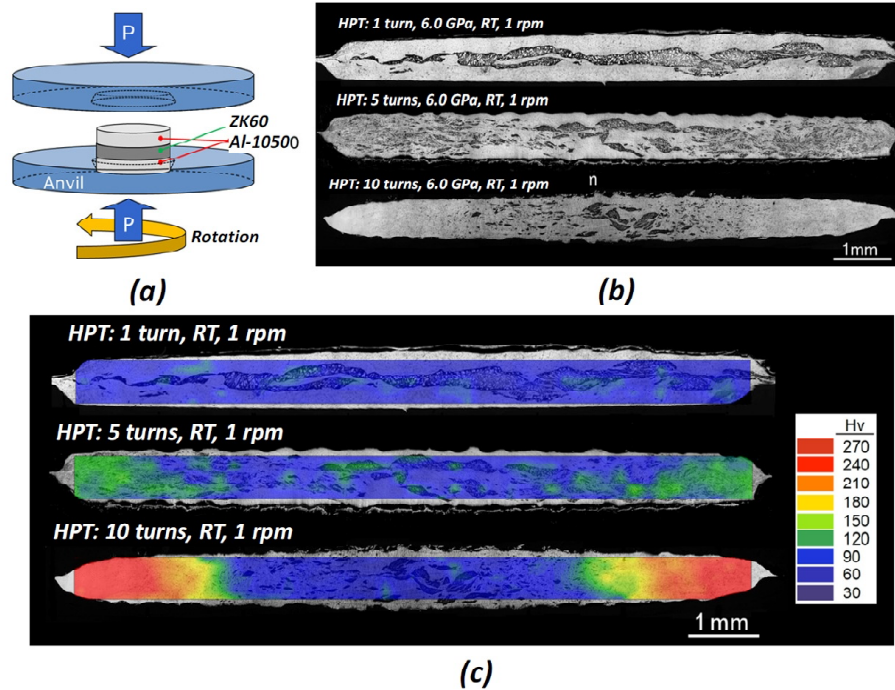 P
ZK60
Al-10500
Anvil
P
Rotation
(a)
HPT: 1 turn, 6.0 GPa, RT, 1 rpm
HPT: 5 turns, 6.0 GPa, RT, 1 rpm
n
HPT: 10 turns, 6.0 GPa, RT, 1 rpm
1mm
(b)
HPT: 1 turn, RT, 1 rpm
HPT: 5 turns, RT, 1 rpm
HPT: 10 turns, RT, 1 rpm
Hv
270
240
210
180
150
120
90
60
30
1 mm
(c)